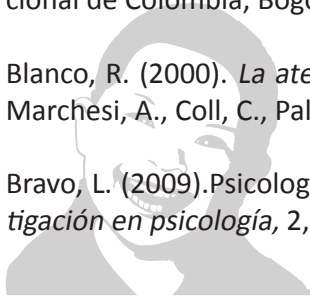 cional de Colombia, Bogo
Blanco, R. (2000). La ate
Marchesi, A., Coll, C., Pal
Bravo, L. (2009).Psicolog
tigación en psicología, 2,